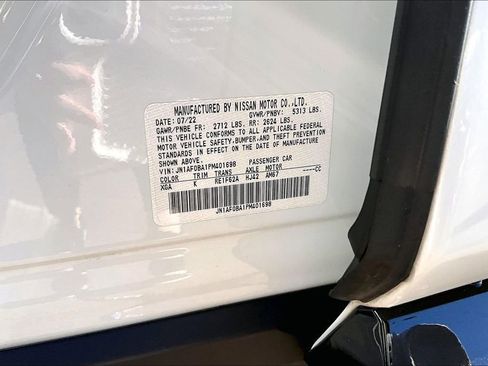 MANUFACTURED BY NISSAN MOTOR CO.,LTD.
DATE: 07/22 GVWR/PNBV: 5313 LBS.
GAWR/PNBE FR: 2712 LBS. RR: 2624 LBS.
THIS VEHICLE CONFORMS TO ALL APPLICABLE FEDERAL
MOTOR VEHICLE SAFETY,BUMPER,AND THEFT PREVENTION
STANDARDS IN EFFECT ON THE DATE OF MANUFACTURE
SHOWN ABOVE.
VIN: JN1AF0BA1PM401698 PASSENGER CAR
COLOR TRIM TRANS AXLE MOTOR ----CC
XGA K RE1F62A HJ42 AM67
JN1AF0BA1PM401698